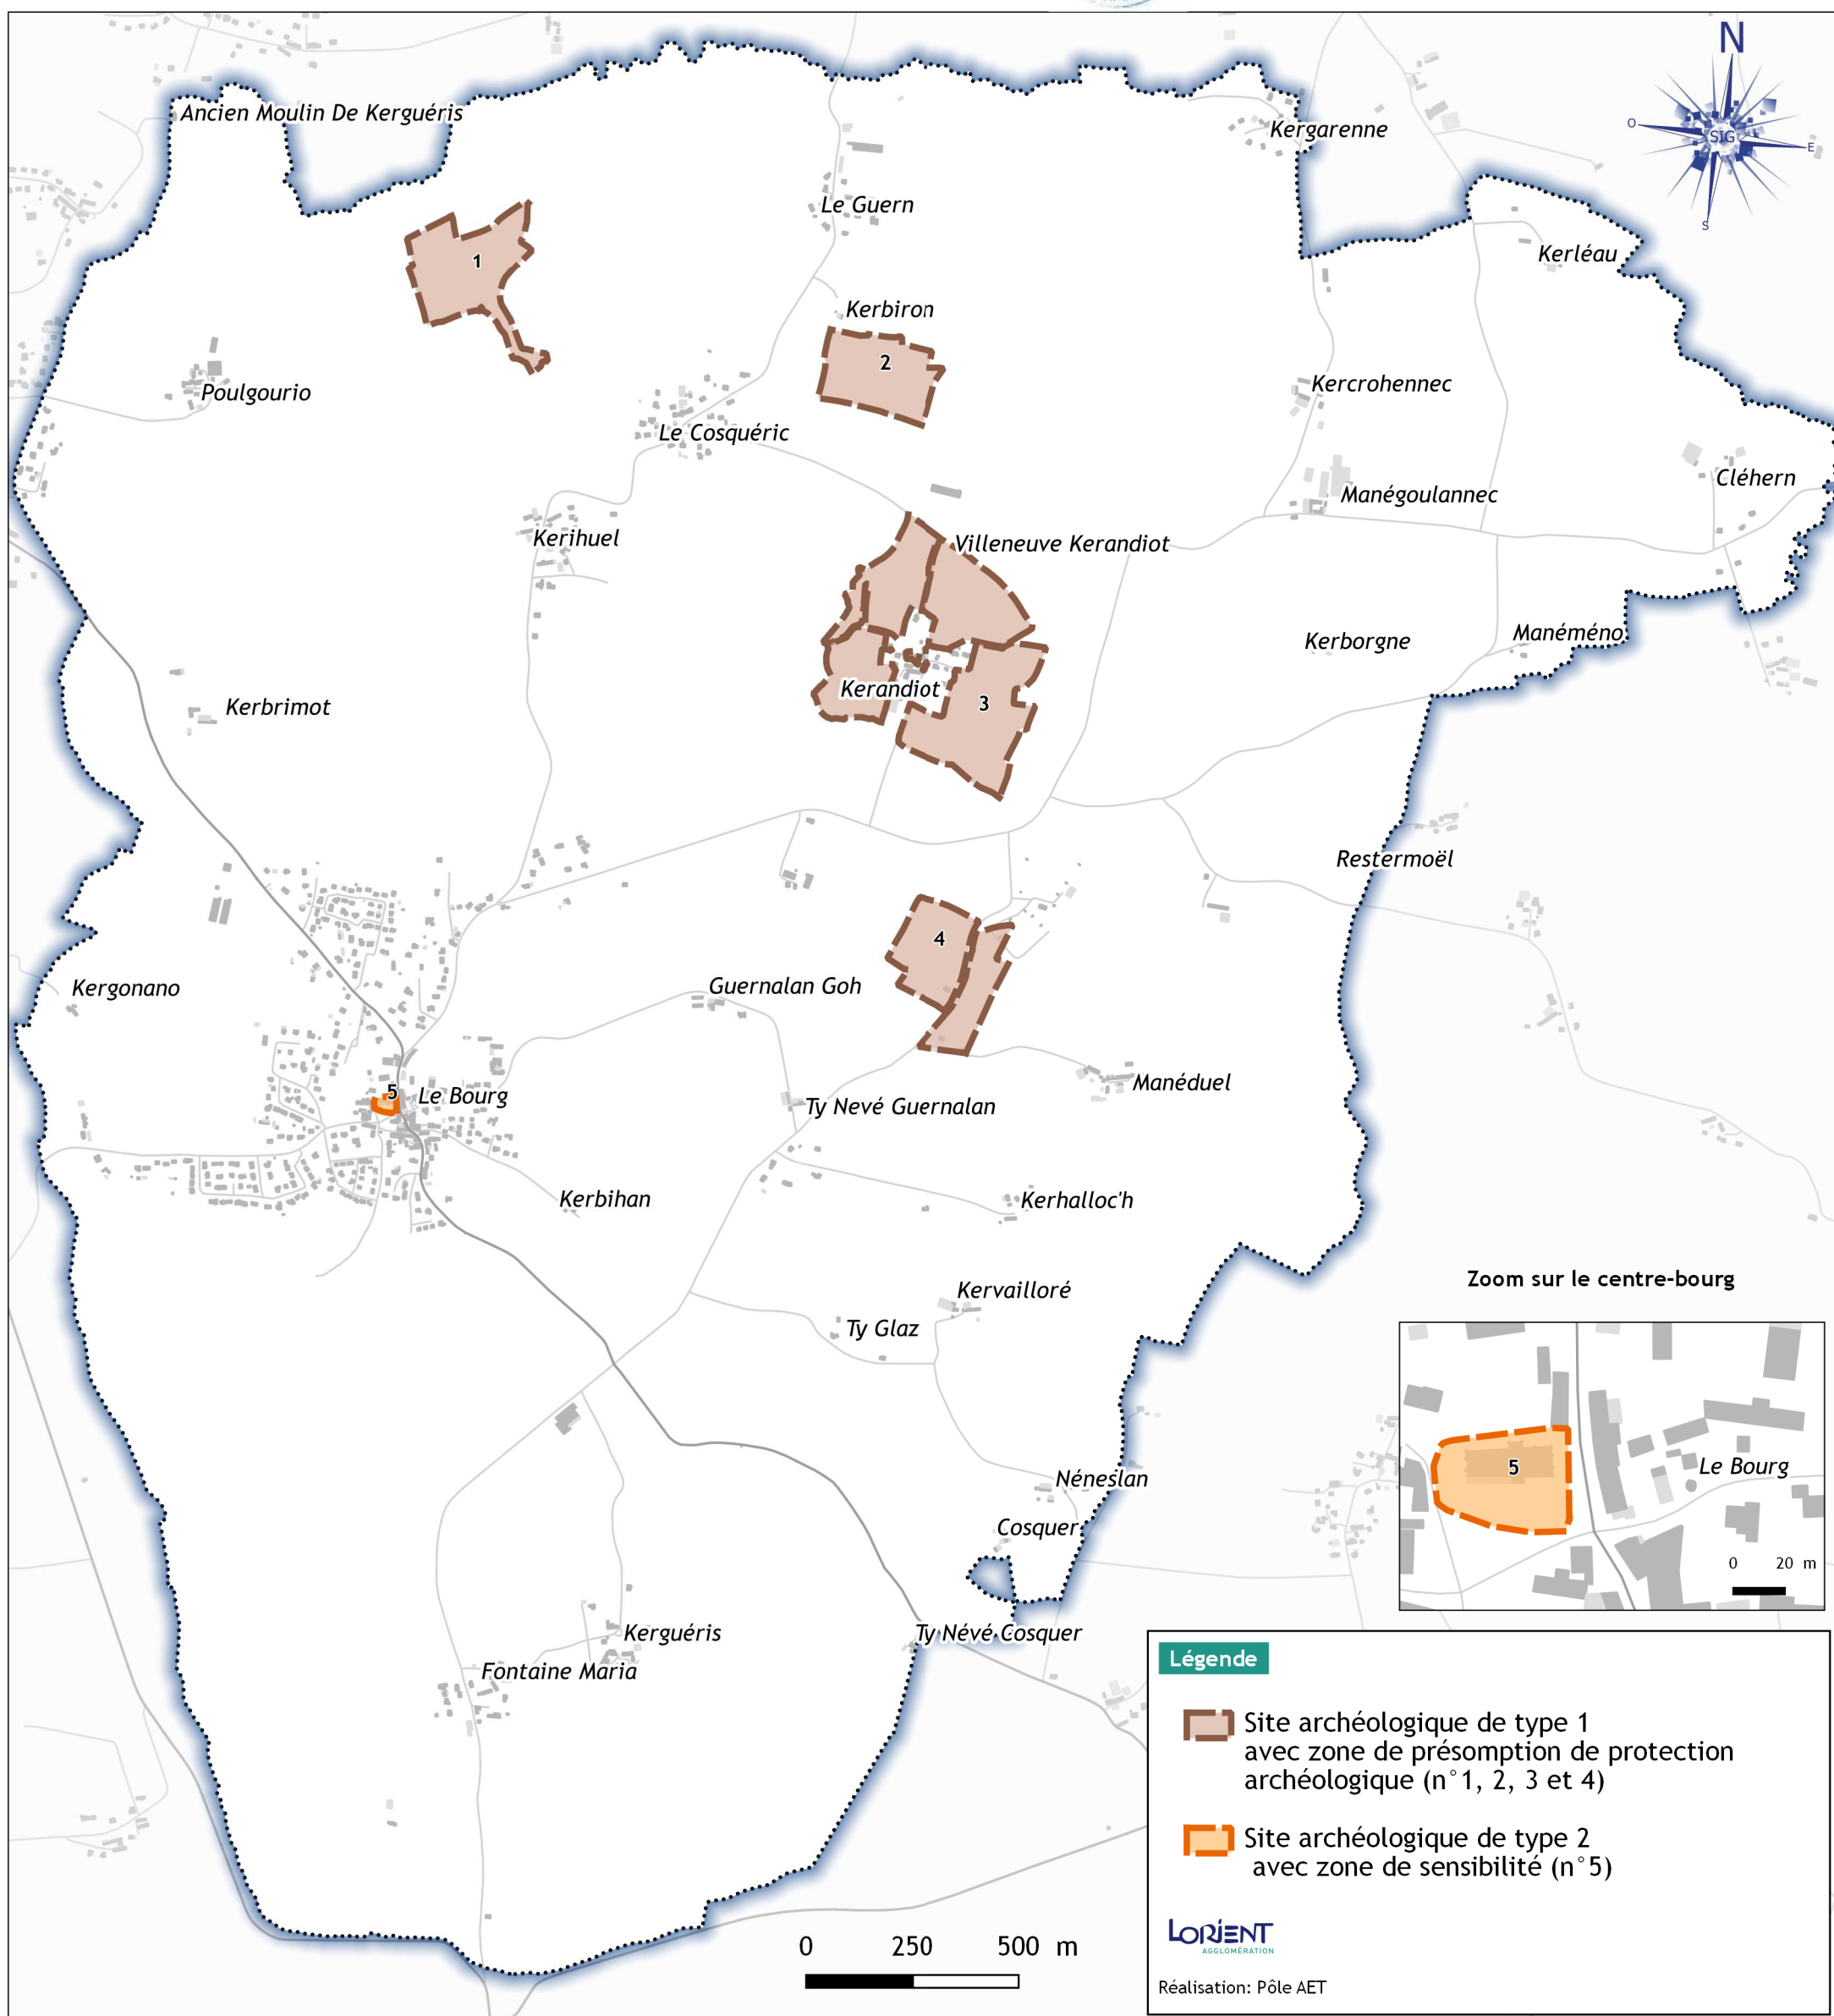 N
O
SIG
E
S
Ancien Moulin De Kerguéris
Kergarenne
Le Guern
Kerléau
1
Kerbiron
2
Poulgourio
Kercrohennec
Le Cosquéric
Cléhern
Manégoulannec
Kerihuel
Villeneuve Kerandiot
Kerborgne
Manéméno
Kerandiot
3
Kerbrimot
Restermoël
4
Kergonano
Guernalan Goh
Manéduel
5
Le Bourg
Ty Nevé Guernalan
Kerbihan
Kerhalloc'h
Kervailloré
Ty Glaz
Néneslan
Cosquer
Ty Névé Cosquer
Kerguéris
Fontaine Maria
Zoom sur le centre-bourg
5
Le Bourg
0 20 m
Légende
Site archéologique de type 1
avec zone de présomption de protection
archéologique (n°1, 2, 3 et 4)
Site archéologique de type 2
avec zone de sensibilité (n°5)
LORIENT
AGGLOMÉRATION
Réalisation: Pôle AET
0 250 500 m